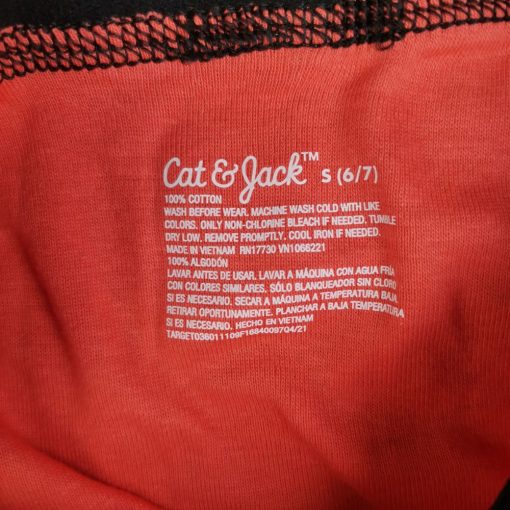 Cat & Jack™ S (6/7)
100% COTTON
WASH BEFORE WEAR. MACHINE WASH COLD WITH LIKE
COLORS. ONLY NON-CHLORINE BLEACH IF NEEDED. TUMBLE
DRY LOW. REMOVE PROMPTLY. COOL IRON IF NEEDED.
MADE IN VIETNAM RN17730 VN1066221
100% ALGODÓN
LAVAR ANTES DE USAR. LAVAR A MÁQUINA CON AGUA FRÍA
CON COLORES SIMILARES. SÓLO BLANQUEADOR SIN CLORO
SI ES NECESARIO. SECAR A MÁQUINA A TEMPERATURA BAJA.
RETIRAR OPORTUNAMENTE. PLANCHAR A BAJA TEMPERATURA
SI ES NECESARIO. HECHO EN VIETNAM
TARGET036011109F16840097Q4/21